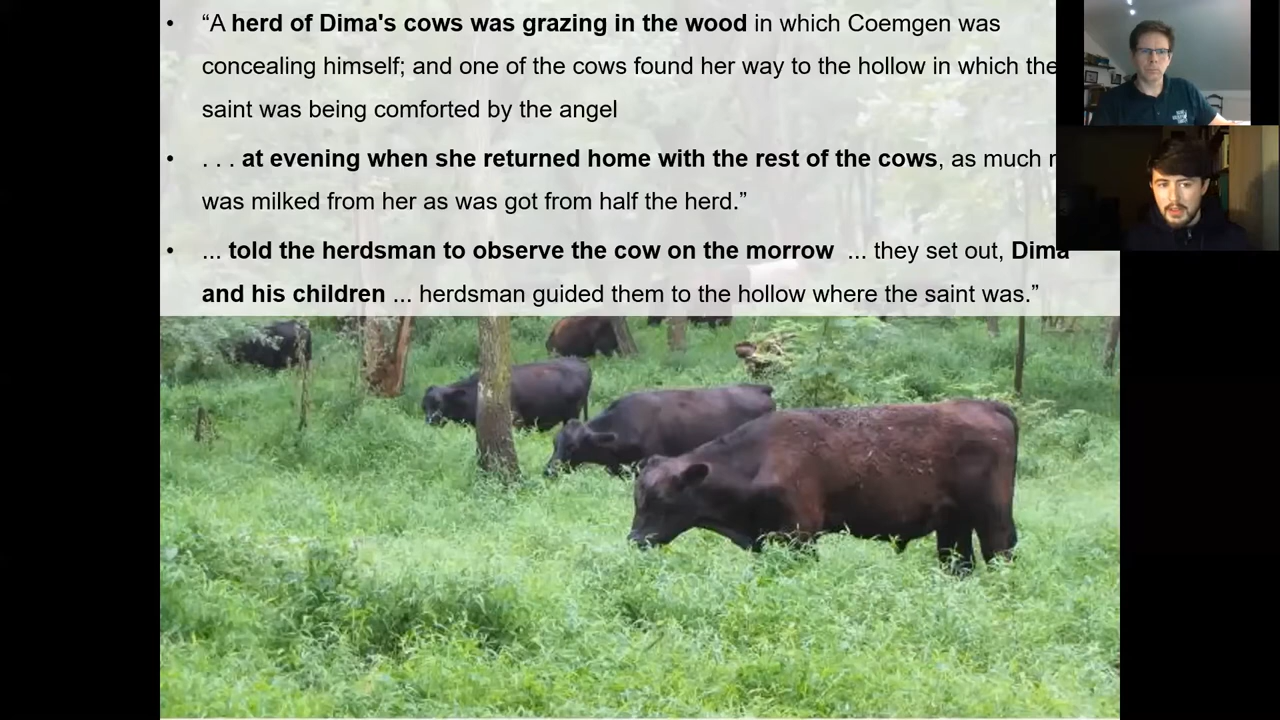 • “A herd of Dima's cows was grazing in the wood in which Coemgen was
concealing himself; and one of the cows found her way to the hollow in which the
saint was being comforted by the angel
• . . . at evening when she returned home with the rest of the cows, as much
was milked from her as was got from half the herd.”
• ... told the herdsman to observe the cow on the morrow ... they set out, Dima
and his children ... herdsman guided them to the hollow where the saint was.”